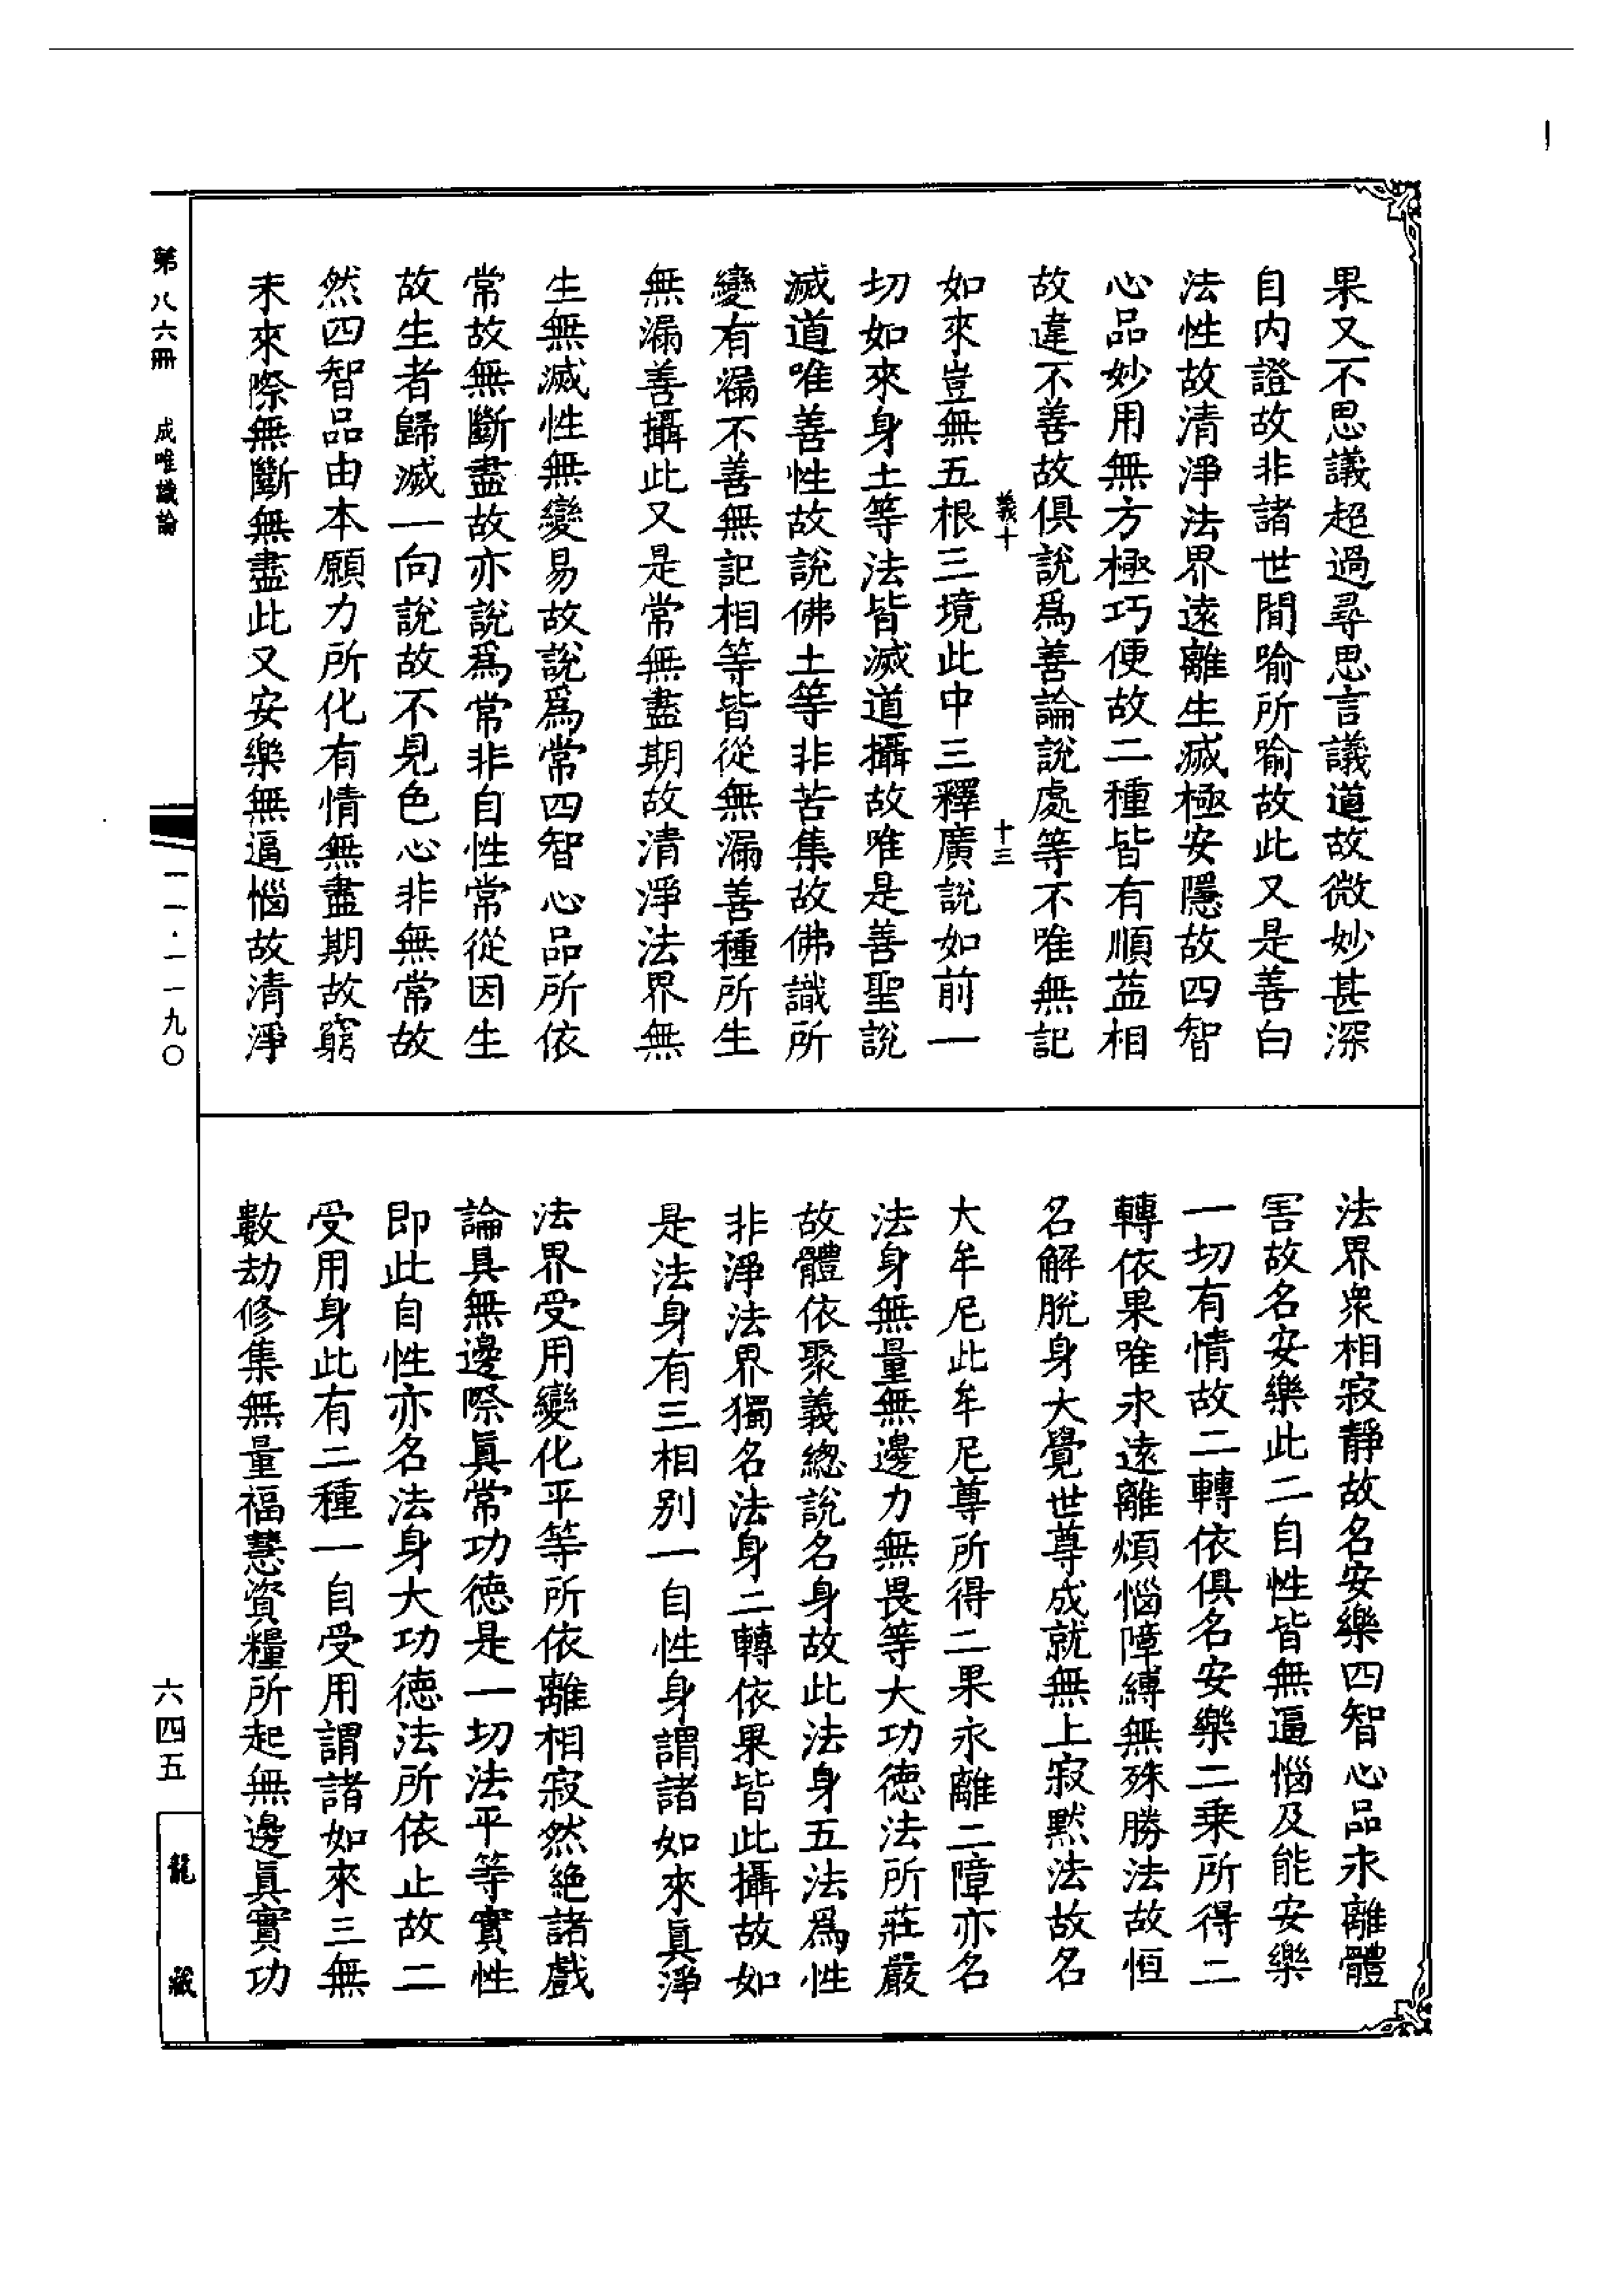 果又不思議超過尋思言議道故微妙甚深
自內證故非諸世間喻所喻故此又是善白
法性故清淨法界遠離生滅極安隱故四智
心品妙用無方極巧便故二種皆有順益相
故違不善故俱說爲善論說處等不唯無記
義十
十三
如來豈無五根三境此中三釋廣說如前一
切如來身土等法皆滅道攝故唯是善聖說
滅道唯善性故說佛土等非苦集故佛識所
變有漏不善無記相等皆從無漏善種所生
無漏善攝此又是常無盡期故清淨法界無
生無滅性無變易故說爲常四智心品所依
常故無斷盡故亦說爲常非自性常從因生
故生者歸滅一向說故不見色心非無常故
然四智品由本願力所化有情無盡期故窮
未來際無斷無盡此又安樂無逼惱故清淨
法界衆相寂靜故名安樂四智心品永離體
害故名安樂此二自性皆無逼惱及能安樂
一切有情故二轉依俱名安樂二乘所得二
轉依果唯永遠離煩惱障縛無殊勝法故恒
名解脫身大覺世尊成就無上寂默法故名
大牟尼此牟尼尊所得二果永離二障亦名
法身無量無邊力無畏等大功德法所莊嚴
故體依聚義總說名身故此法身五法爲性
非淨法界獨名法身二轉依果皆此攝故如
是法身有三相別一自性身謂諸如來眞淨
法界受用變化平等所依離相寂然絕諸戲
論具無邊際眞常功德是一切法平等實性
即此自性亦名法身大功德法所依止故二
受用身此有二種一自受用謂諸如來三無
數劫修集無量福慧資糧所起無邊眞實功
第八六冊　成唯識論
一一·一一九〇
六四五
龍藏